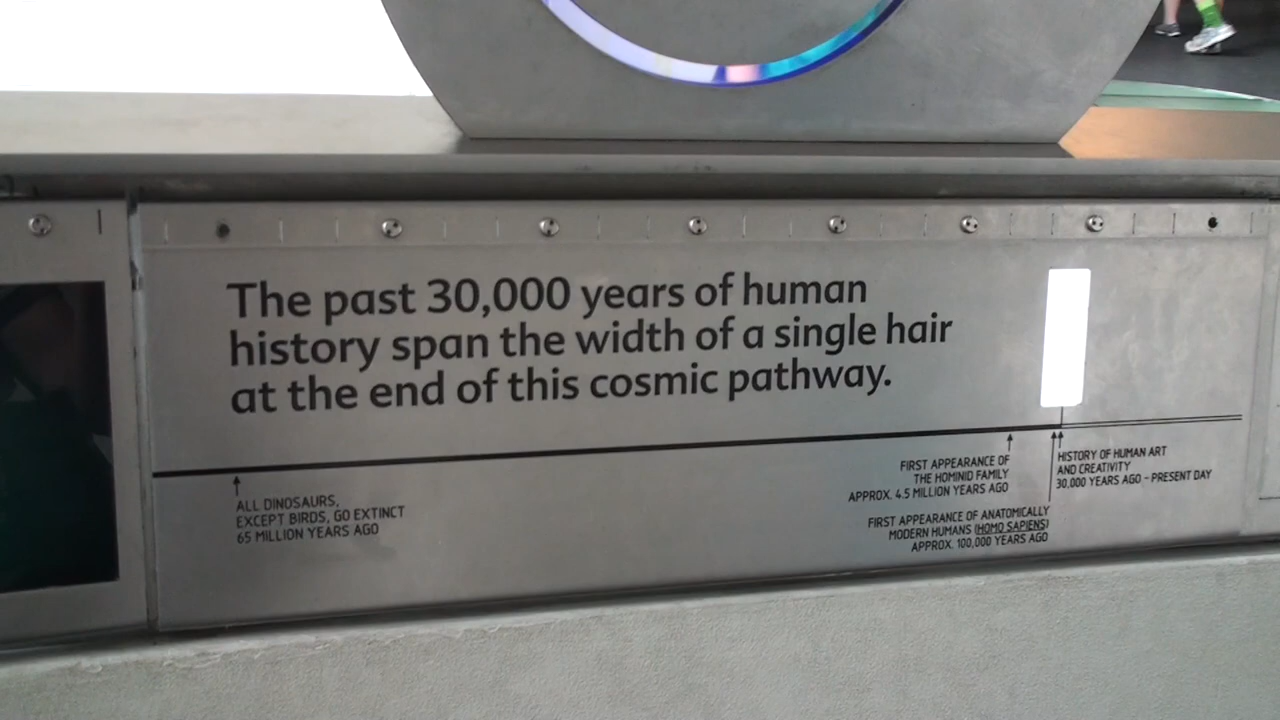 The past 30,000 years of human
history span the width of a single hair
at the end of this cosmic pathway.
ALL DINOSAURS,
EXCEPT BIRDS, GO EXTINCT
65 MILLION YEARS AGO
FIRST APPEARANCE OF
THE HOMINID FAMILY
APPROX. 4.5 MILLION YEARS AGO
FIRST APPEARANCE OF ANATOMICALLY
MODERN HUMANS (HOMO SAPIENS)
APPROX. 100,000 YEARS AGO
HISTORY OF HUMAN ART
AND CREATIVITY
30,000 YEARS AGO - PRESENT DAY